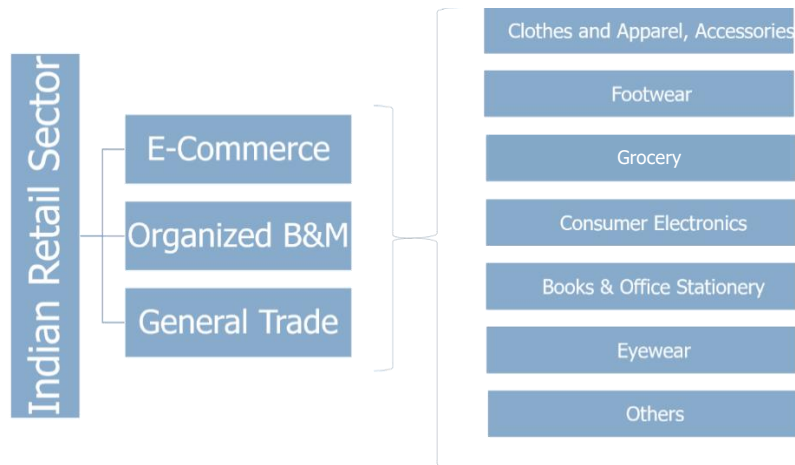 Indian Retail Sector
E-Commerce
Organized B&M
General Trade
Clothes and Apparel, Accessories
Footwear
Grocery
Consumer Electronics
Books & Office Stationery
Eyewear
Others